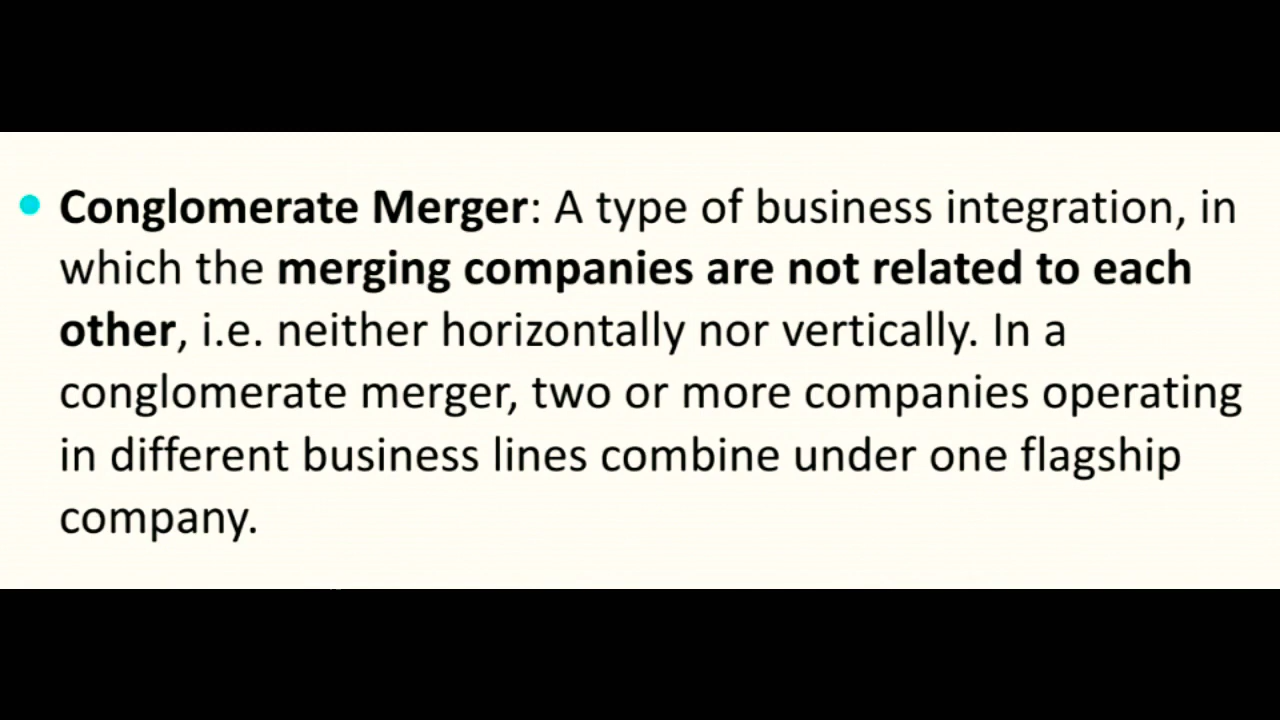 • Conglomerate Merger: A type of business integration, in
which the merging companies are not related to each
other, i.e. neither horizontally nor vertically. In a
conglomerate merger, two or more companies operating
in different business lines combine under one flagship
company.